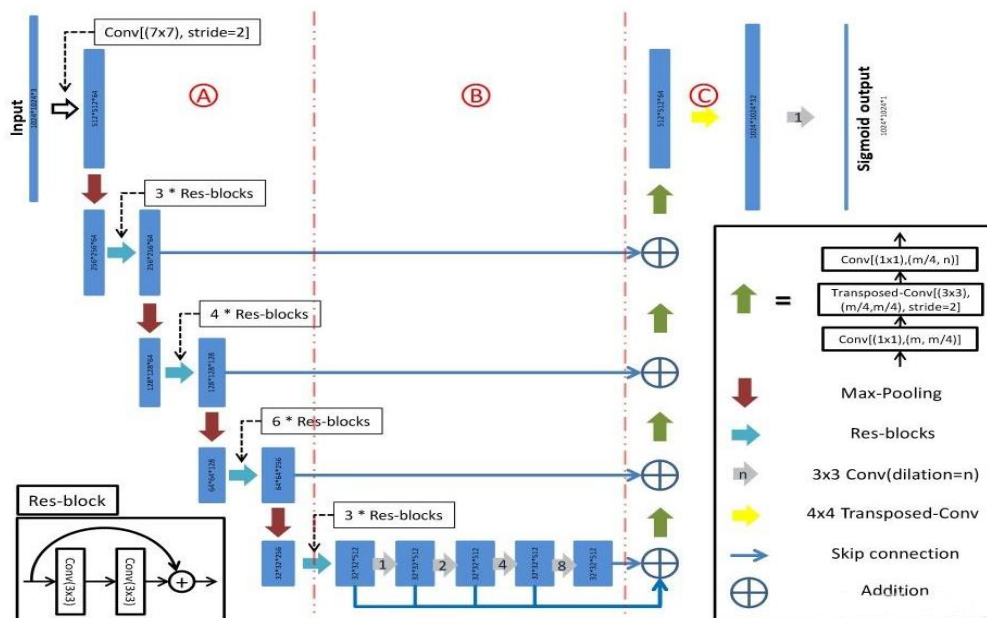 Conv[(7x7), stride=2]
Input
1024*1024*3
512*512*64
A
B
C
512*512*64
1024*1024*32
1
Sigmoid output
1024*1024*1
3 * Res-blocks
256*256*64
256*256*64
4 * Res-blocks
128*128*64
128*128*128
6 * Res-blocks
64*64*128
64*64*256
3 * Res-blocks
32*32*256
32*32*512
1
32*32*512
2
32*32*512
4
32*32*512
8
32*32*512
Res-block
Conv(3x3)
Conv(3x3)
+
=
Conv[(1x1),(m/4, n)]
Transposed-Conv[(3x3),
(m/4,m/4), stride=2]
Conv[(1x1),(m, m/4)]
Max-Pooling
Res-blocks
n
3x3 Conv(dilation=n)
4x4 Transposed-Conv
Skip connection
Addition